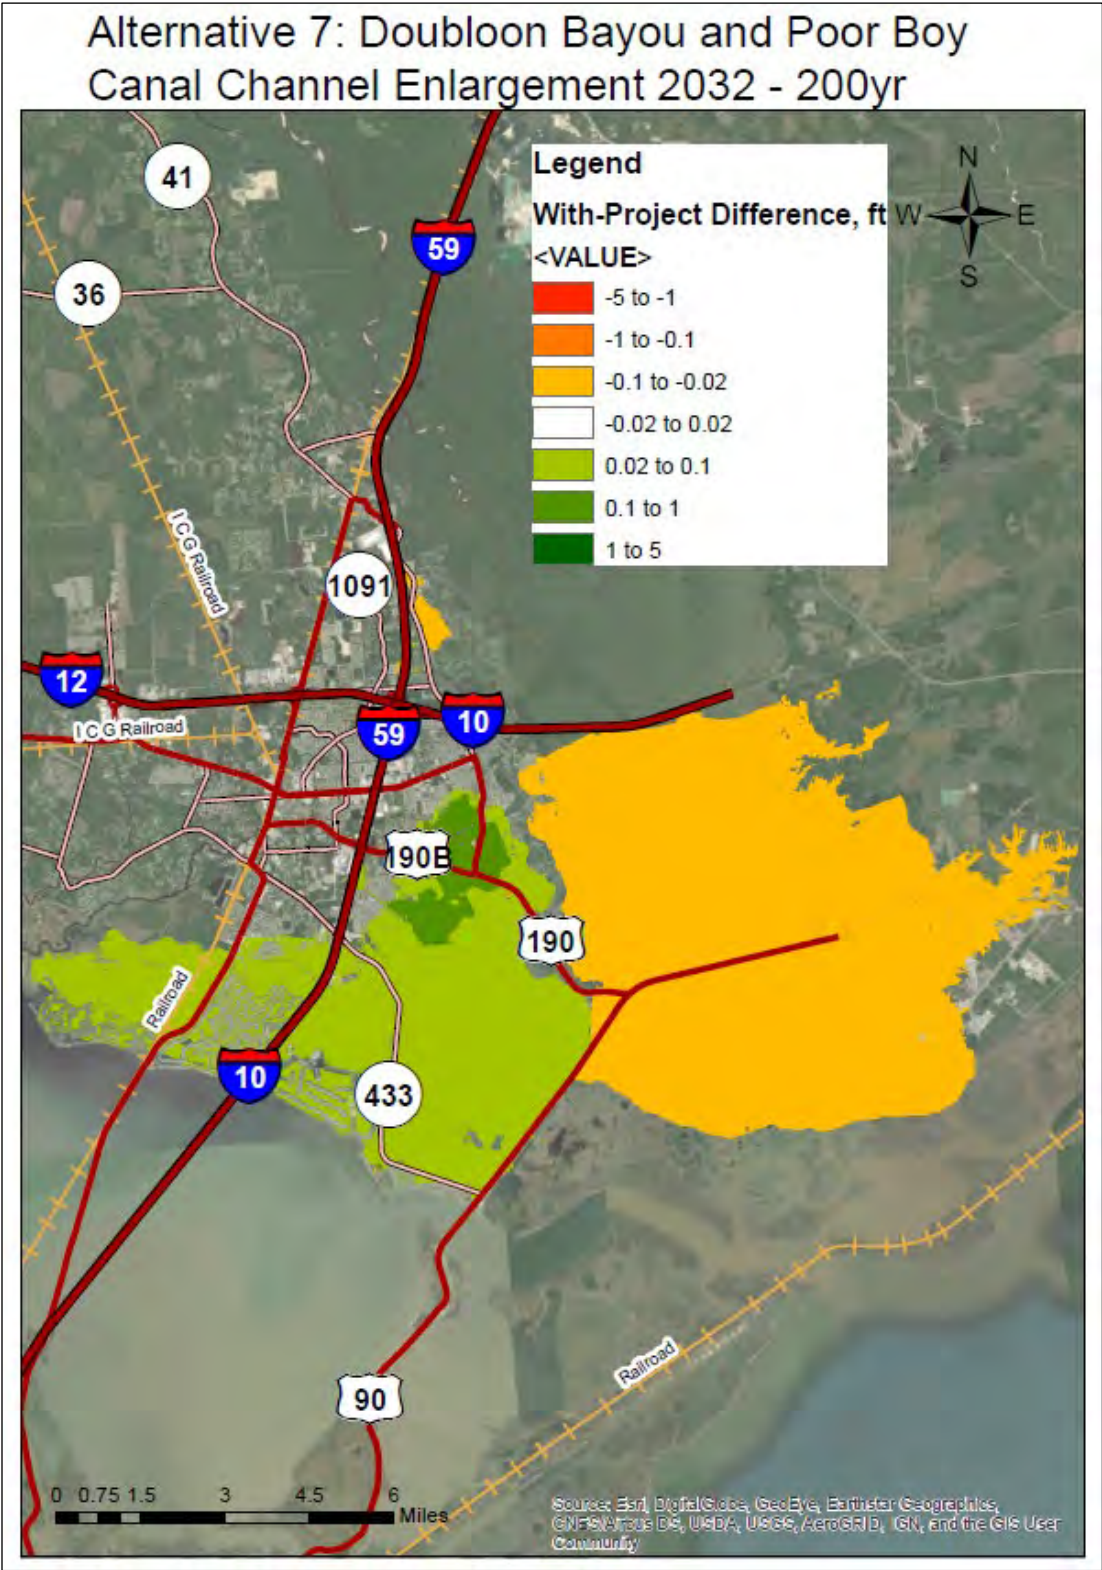 Alternative 7: Doubloon Bayou and Poor Boy
Canal Channel Enlargement 2032 - 200yr
Legend
With-Project Difference, ft
<VALUE>
-5 to -1
-1 to -0.1
-0.1 to -0.02
-0.02 to 0.02
0.02 to 0.1
0.1 to 1
1 to 5
N
W E
S
41
59
36
I C G Railroad
1091
12
I C G Railroad
59
10
190B
190
Railroad
10
433
Railroad
90
0 0.75 1.5 3 4.5 6
Miles
Source: Esri, DigitalGlobe, GeoEye, Earthstar Geographics,
CNES/Airbus DS, USDA, USGS, AeroGRID, IGN, and the GIS User
Community